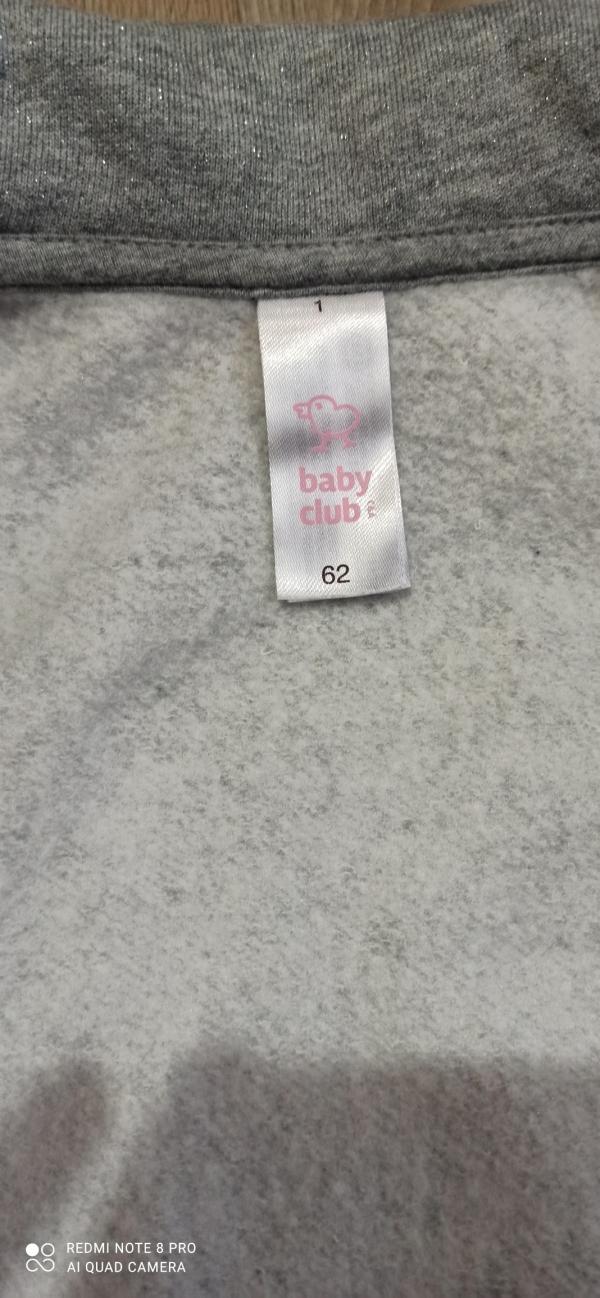 1
baby
club
62
REDMI NOTE 8 PRO
AI QUAD CAMERA